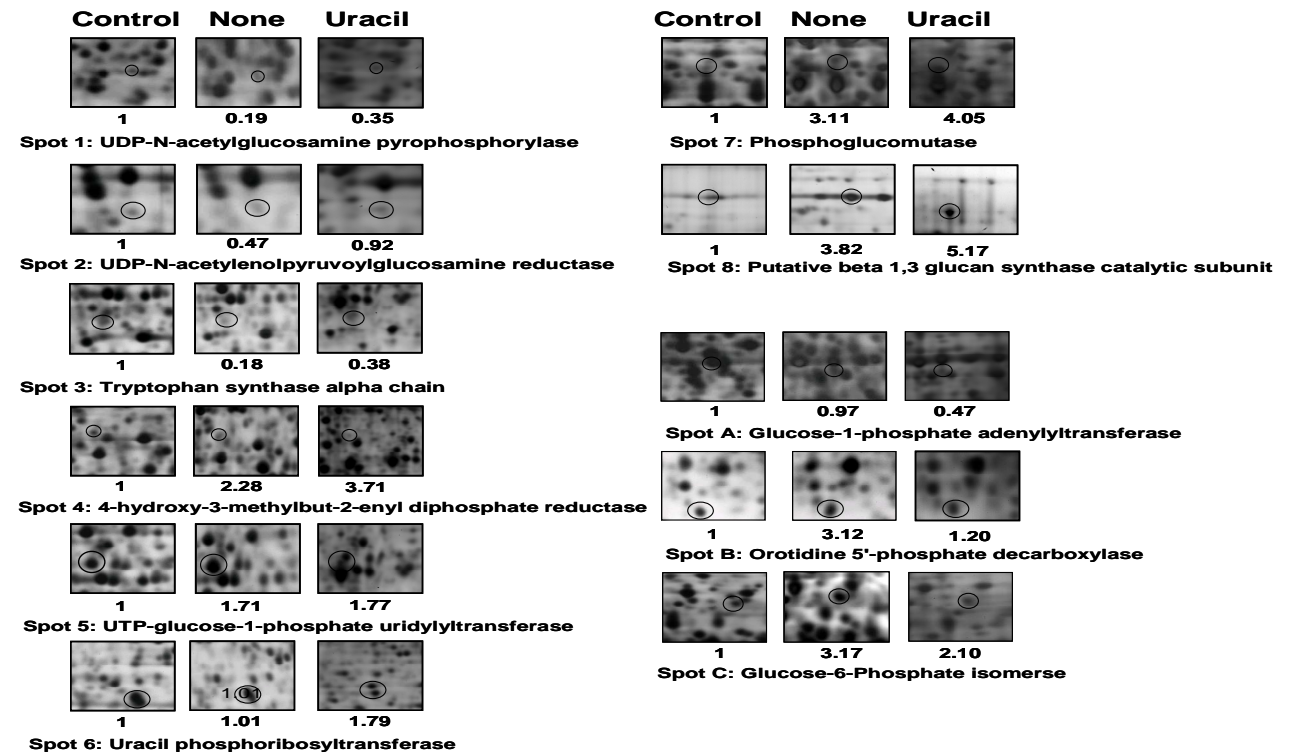 Control None Uracil
1 0.19 0.35
Spot 1: UDP-N-acetylglucosamine pyrophosphorylase
1 0.47 0.92
Spot 2: UDP-N-acetylenolpyruvoylglucosamine reductase
1 0.18 0.38
Spot 3: Tryptophan synthase alpha chain
1 2.28 3.71
Spot 4: 4-hydroxy-3-methylbut-2-enyl diphosphate reductase
1 1.71 1.77
Spot 5: UTP-glucose-1-phosphate uridylyltransferase
1.01
1 1.01 1.79
Spot 6: Uracil phosphoribosyltransferase
Control None Uracil
1 3.11 4.05
Spot 7: Phosphoglucomutase
1 3.82 5.17
Spot 8: Putative beta 1,3 glucan synthase catalytic subunit
1 0.97 0.47
Spot A: Glucose-1-phosphate adenylyltransferase
1 3.12 1.20
Spot B: Orotidine 5'-phosphate decarboxylase
1 3.17 2.10
Spot C: Glucose-6-Phosphate isomerse